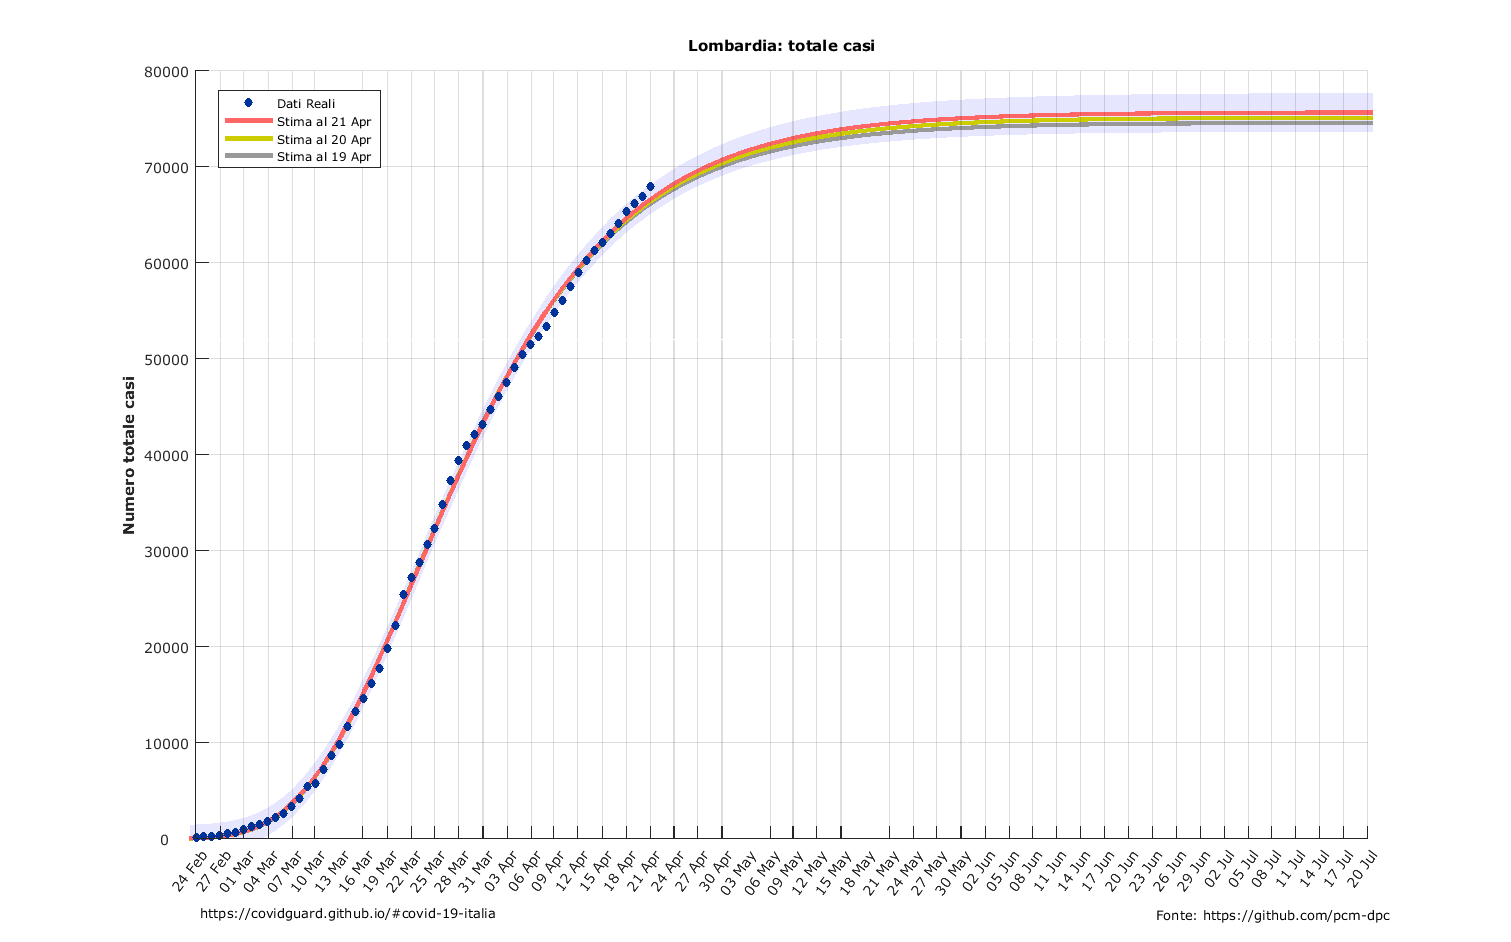 Lombardia: totale casi
80000
70000
60000
50000
40000
30000
20000
10000
0
Numero totale casi
Dati Reali
Stima al 21 Apr
Stima al 20 Apr
Stima al 19 Apr
24 Feb
27 Feb
01 Mar
04 Mar
07 Mar
10 Mar
13 Mar
16 Mar
19 Mar
22 Mar
25 Mar
28 Mar
31 Mar
03 Apr
06 Apr
09 Apr
12 Apr
15 Apr
18 Apr
21 Apr
24 Apr
27 Apr
30 Apr
03 May
06 May
09 May
12 May
15 May
18 May
21 May
24 May
27 May
30 May
02 Jun
05 Jun
08 Jun
11 Jun
14 Jun
17 Jun
20 Jun
23 Jun
26 Jun
29 Jun
02 Jul
05 Jul
08 Jul
11 Jul
14 Jul
17 Jul
20 Jul
https://covidguard.github.io/#covid-19-italia
Fonte: https://github.com/pcm-dpc